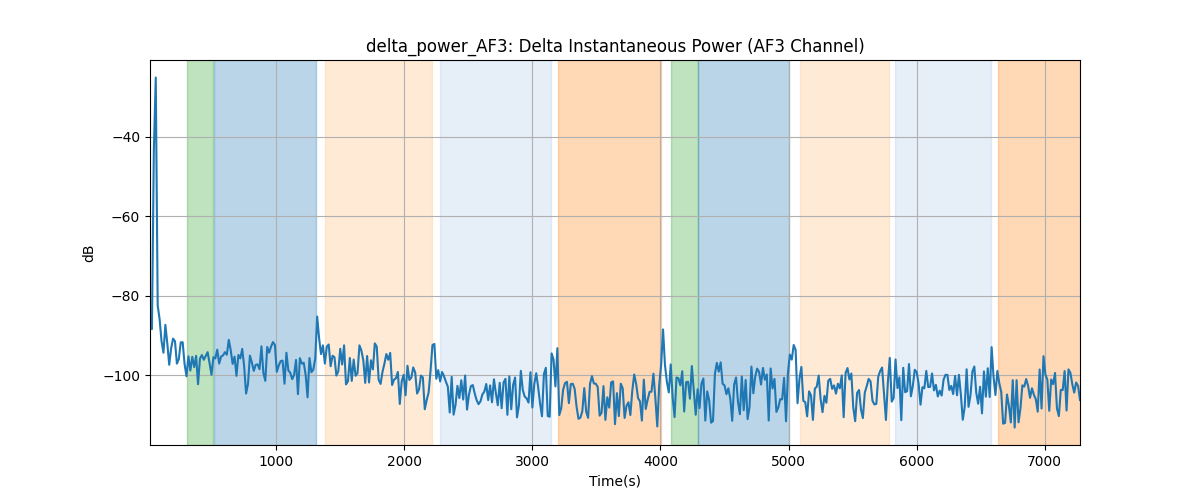 delta_power_AF3: Delta Instantaneous Power (AF3 Channel)
dB
−40
−60
−80
−100
1000 2000 3000 4000 5000 6000 7000
Time(s)